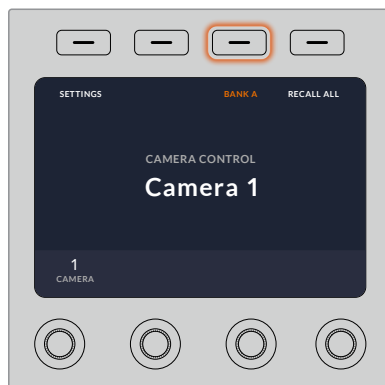 SETTINGS BANK A RECALL ALL
CAMERA CONTROL
Camera 1
1
CAMERA